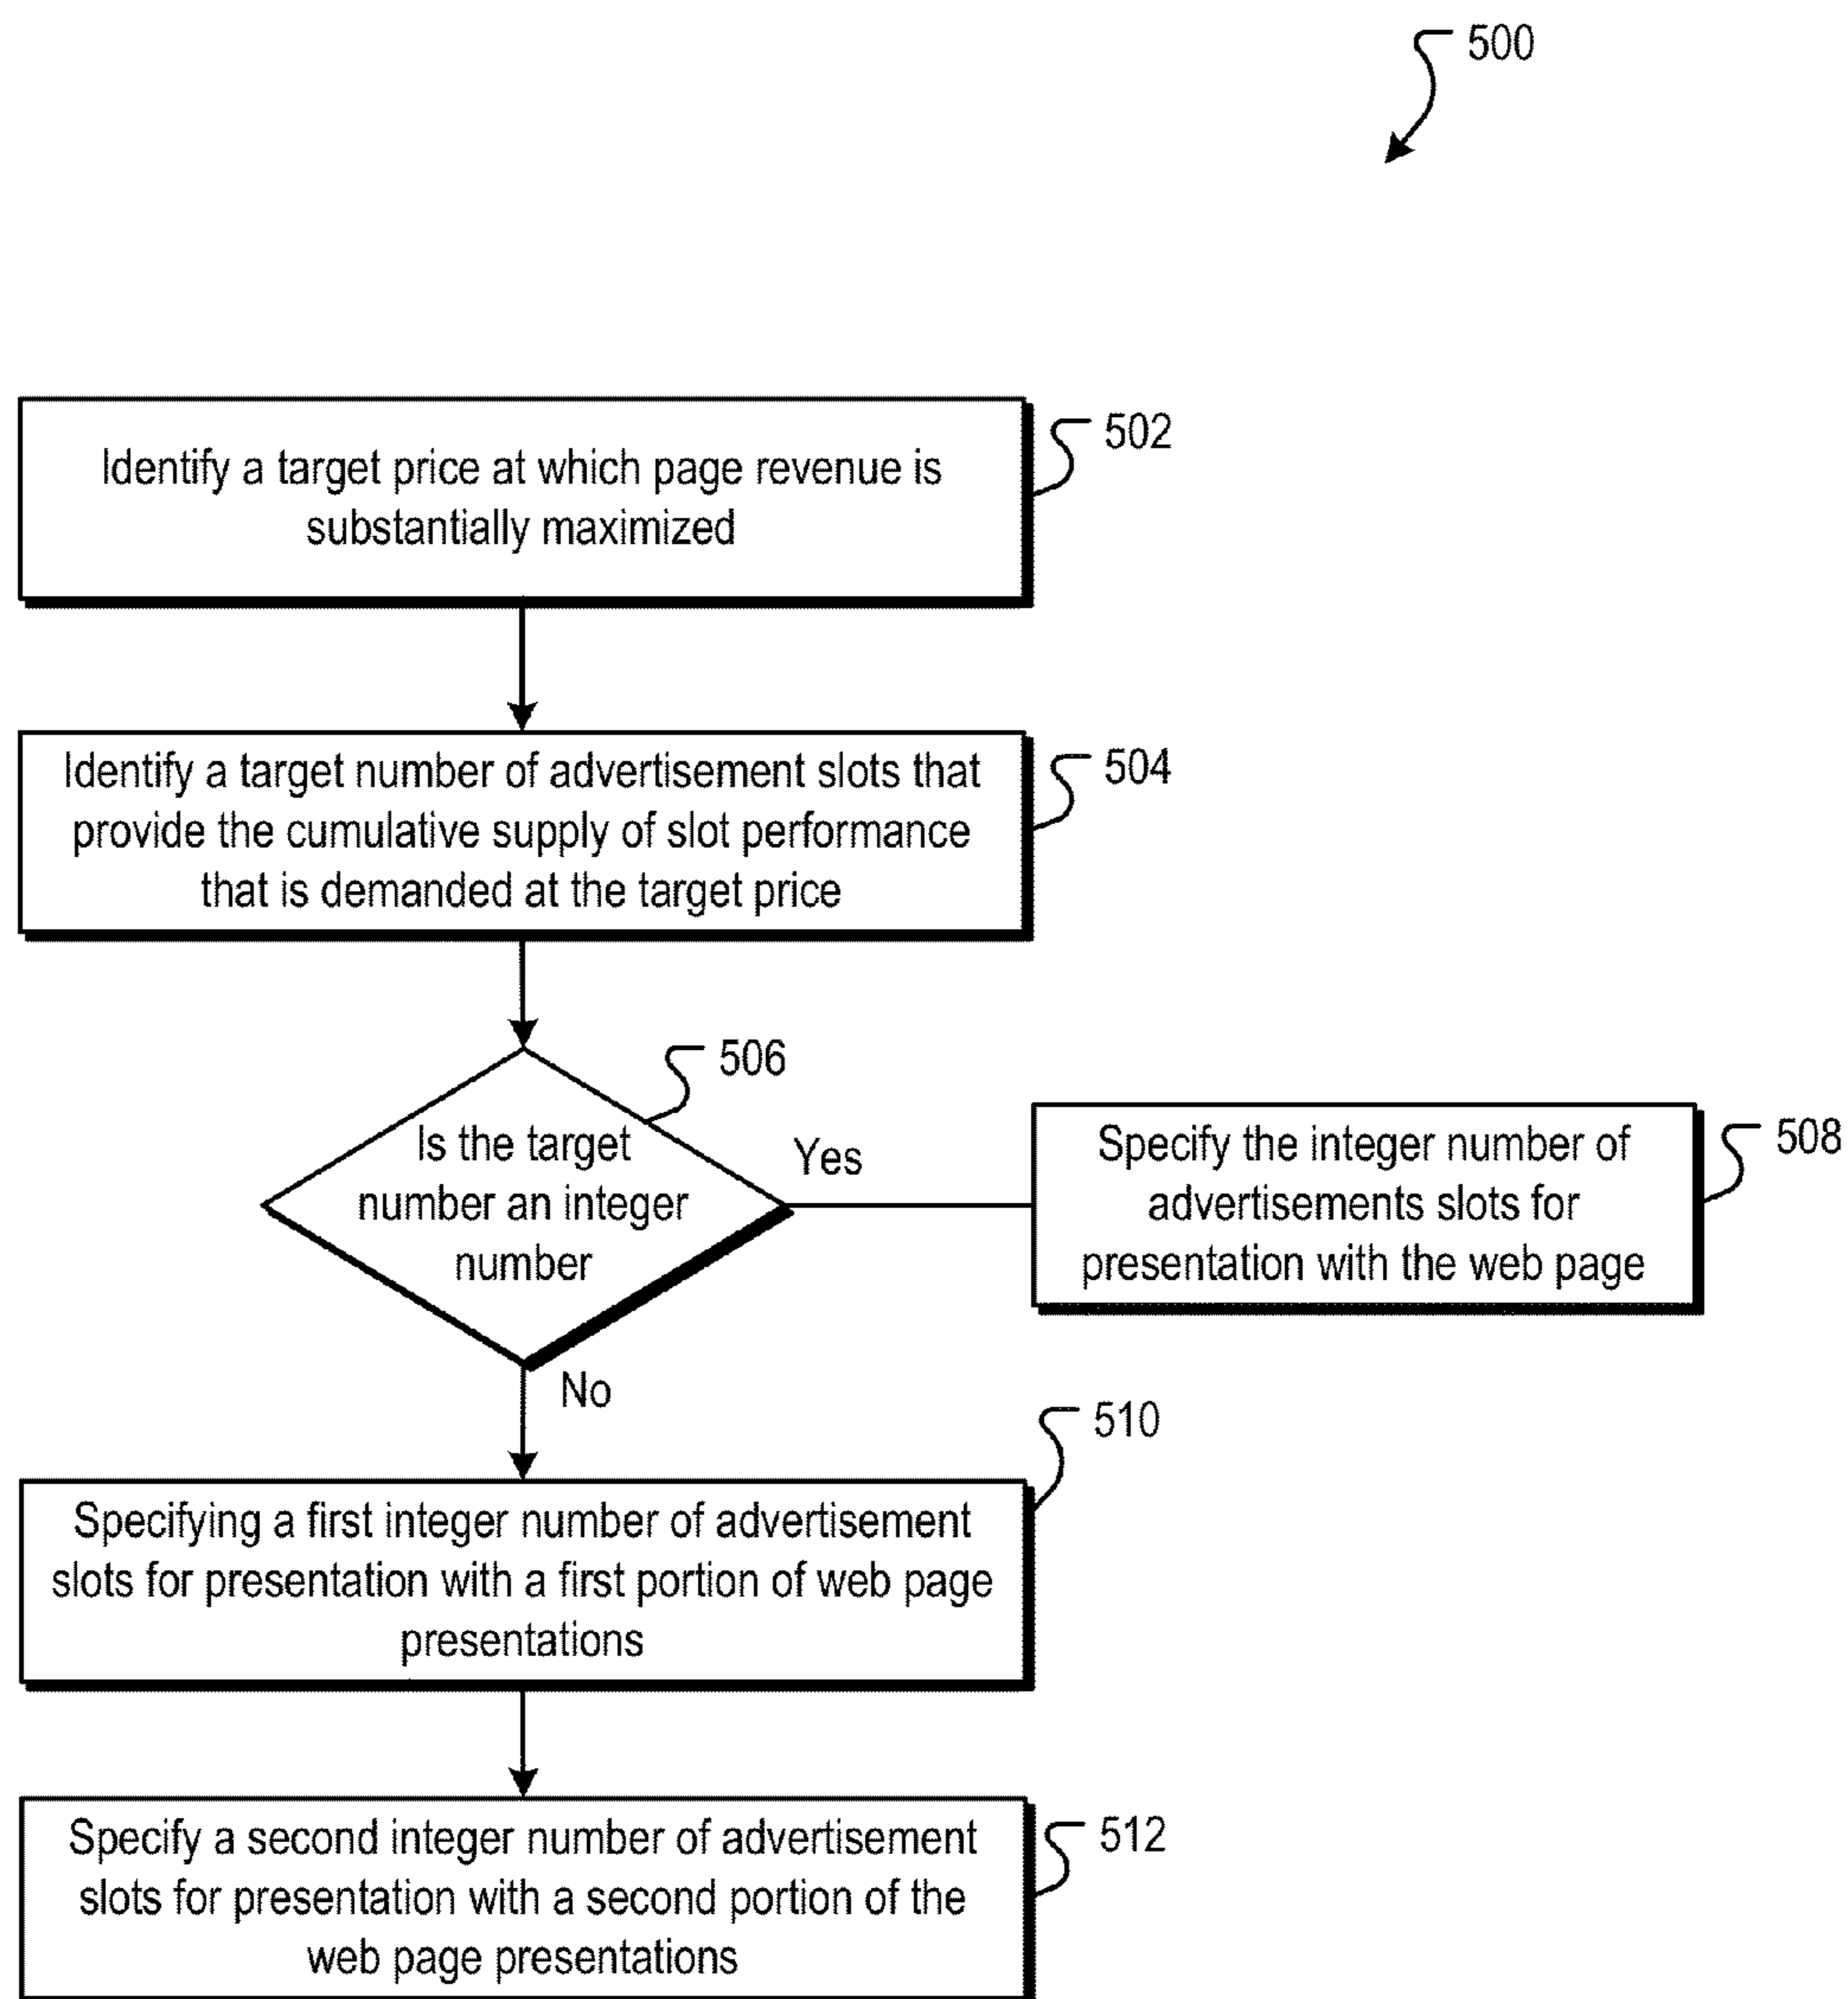 500
Identify a target price at which page revenue is
substantially maximized
502
Identify a target number of advertisement slots that
provide the cumulative supply of slot performance
that is demanded at the target price
504
506
Is the target
number an integer
number
Yes
Specify the integer number of
advertisements slots for
presentation with the web page
508
No
510
Specifying a first integer number of advertisement
slots for presentation with a first portion of web page
presentations
Specify a second integer number of advertisement
slots for presentation with a second portion of the
web page presentations
512